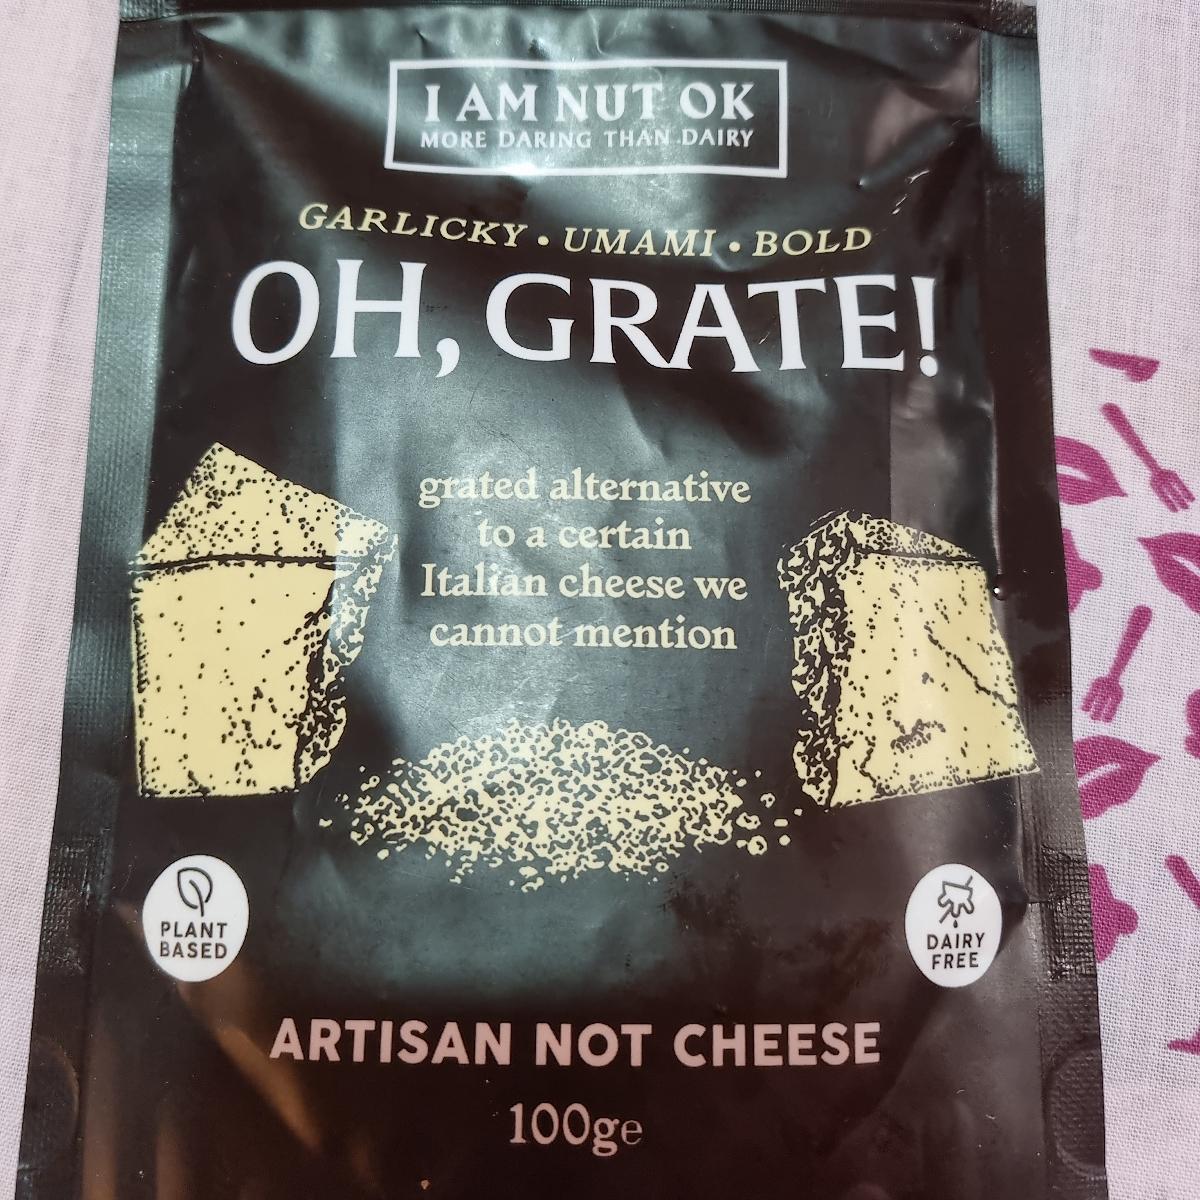 I AM NUT OK
MORE DARING THAN DAIRY
GARLICKY • UMAMI • BOLD
OH, GRATE!
grated alternative
to a certain
Italian cheese we
cannot mention
PLANT
BASED
DAIRY
FREE
ARTISAN NOT CHEESE
100g℮